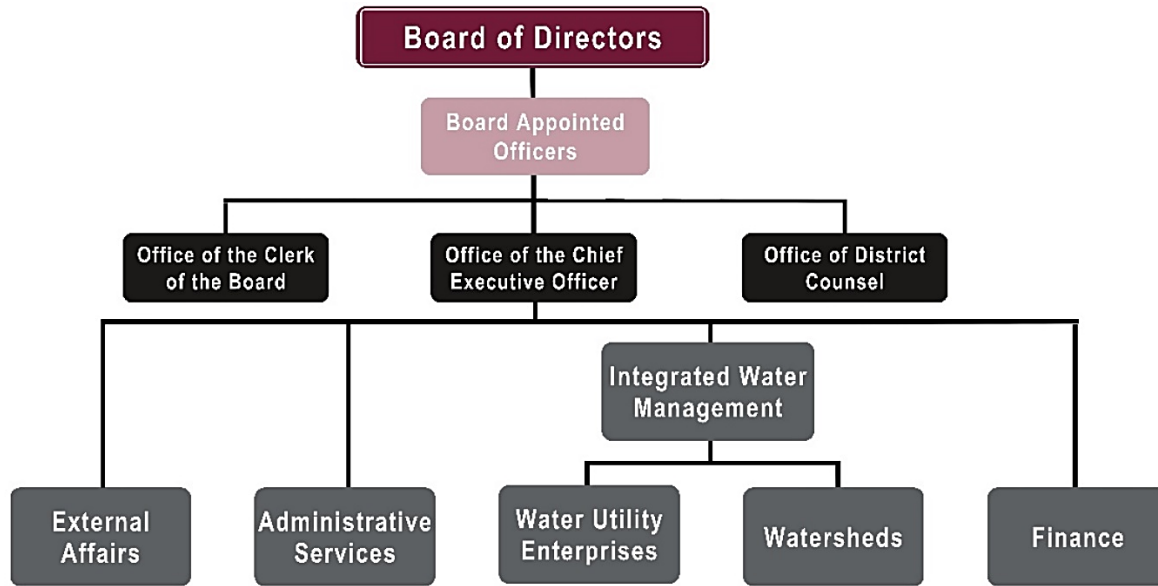 Board of Directors
Board Appointed
Officers
Office of the Clerk
of the Board
Office of the Chief
Executive Officer
Office of District
Counsel
Integrated Water
Management
External
Affairs
Administrative
Services
Water Utility
Enterprises
Watersheds
Finance